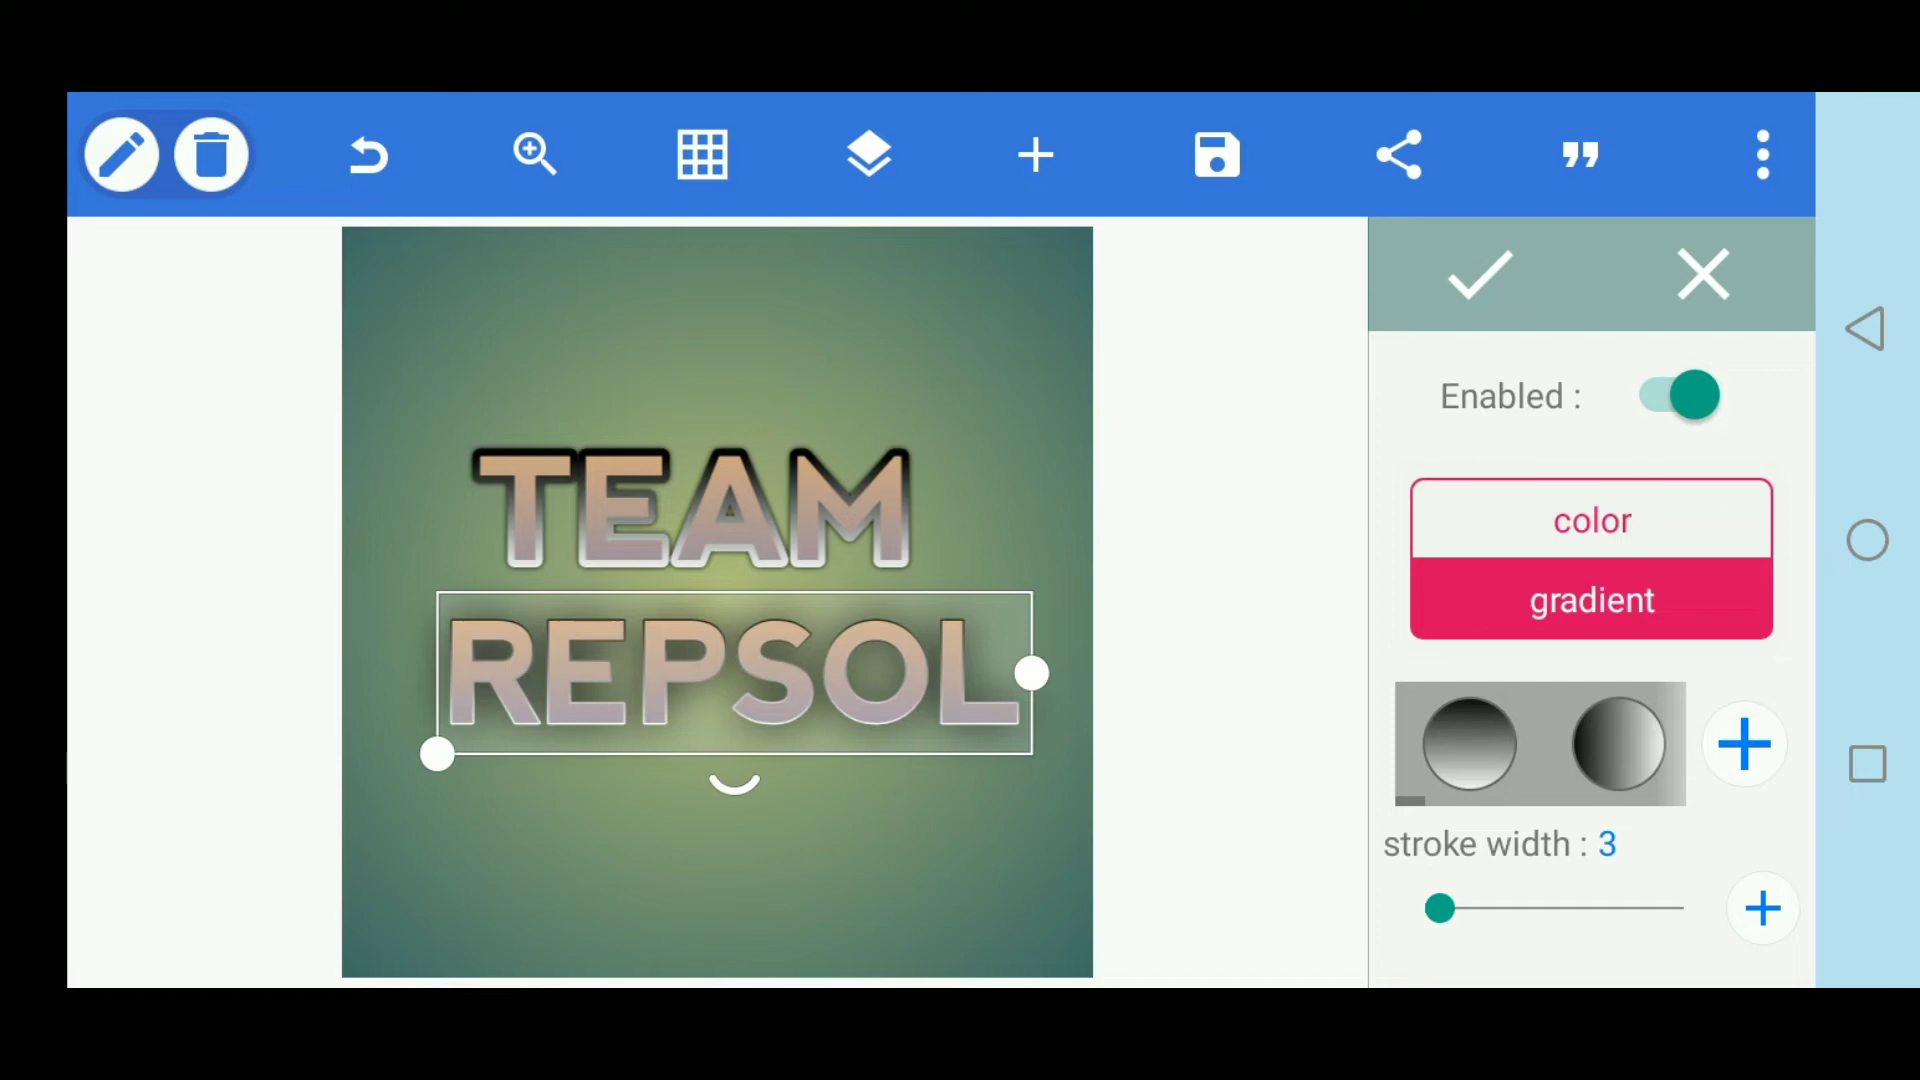 Enabled :
color
gradient
TEAM
REPSOL
stroke width : 3